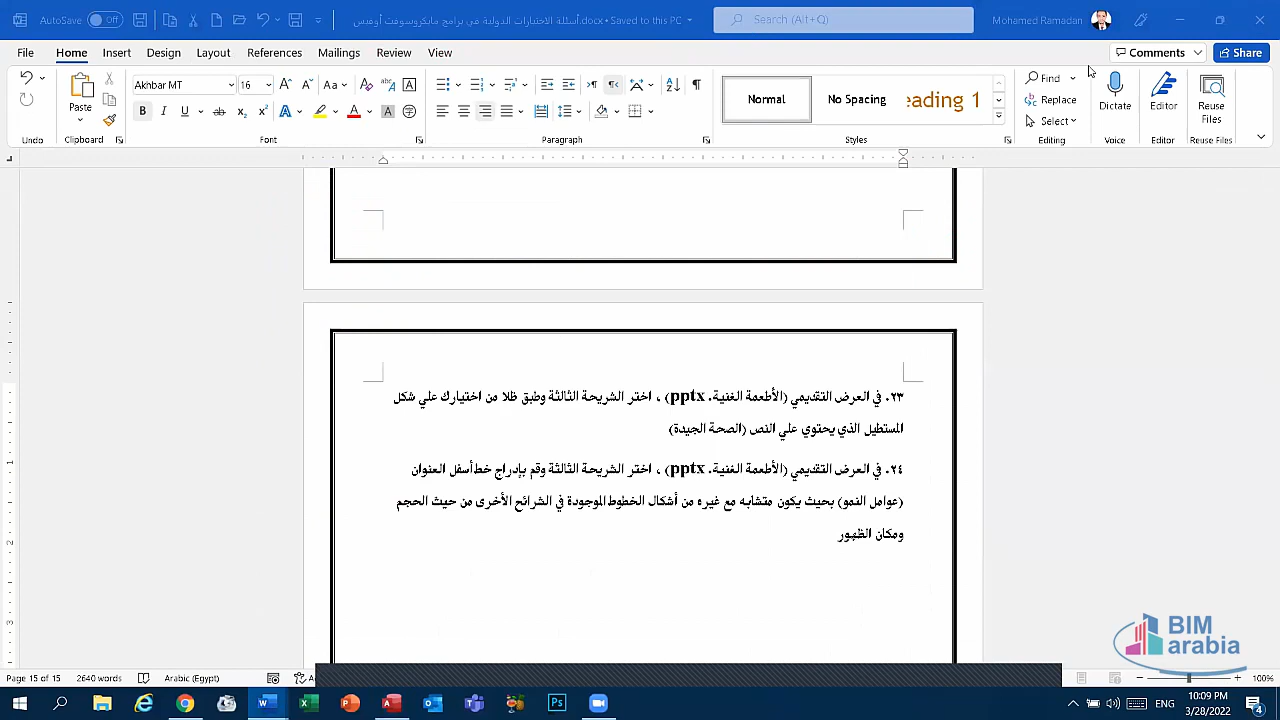 AutoSave Off
أسئلة الاختبارات الدولية في برامج مايكروسوفت أوفيس.docx • Saved to this PC
Search (Alt+Q)
Mohamed Ramadan
File Home Insert Design Layout References Mailings Review View
Comments Share
Paste
Akhbar MT 16
Normal
No Spacing
eading 1
Find
Replace
Select
Dictate
Editor
Reuse Files
Undo Clipboard Font Paragraph Styles Editing Voice Editor Reuse Files
٢٣. في العرض التقديمي (الأطعمة الغنية. pptx) ، اختر الشريحة الثالثة وطبق ظلا من اختيارك علي شكل
المستطيل الذي يحتوي علي النص (الصحة الجيدة)
٢٤. في العرض التقديمي (الأطعمة الغنية. pptx) ، اختر الشريحة الثالثة وقم بإدراج خط أسفل العنوان
(عوامل النمو) بحيث يكون متشابه مع غيره من أشكال الخطوط الموجودة في الشرائح الأخرى من حيث الحجم
ومكان الظهور
BIM
arabia
Page 15 of 15 2640 words Arabic (Egypt) 100%
ENG
10:09 PM
3/28/2022